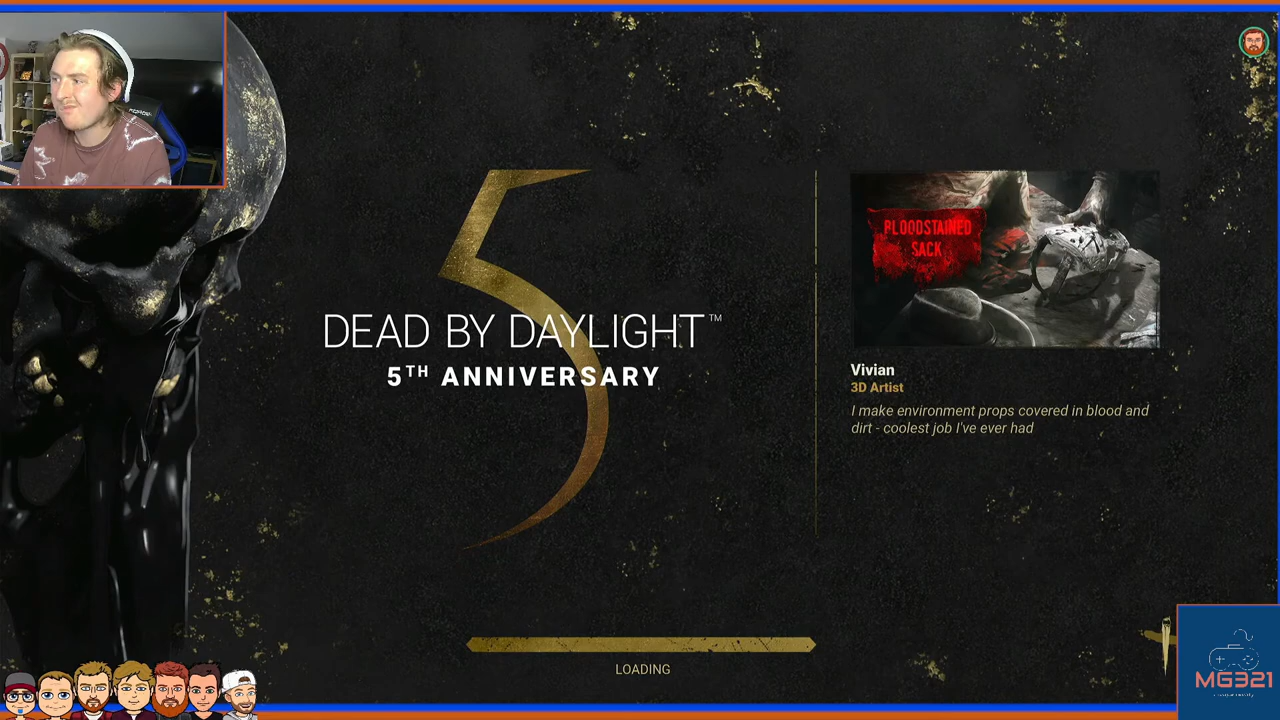 BLOODSTAINED
SACK
DEAD BY DAYLIGHT™
5TH ANNIVERSARY
Vivian
3D Artist
I make environment props covered in blood and
dirt - coolest job I've ever had
LOADING
MG321